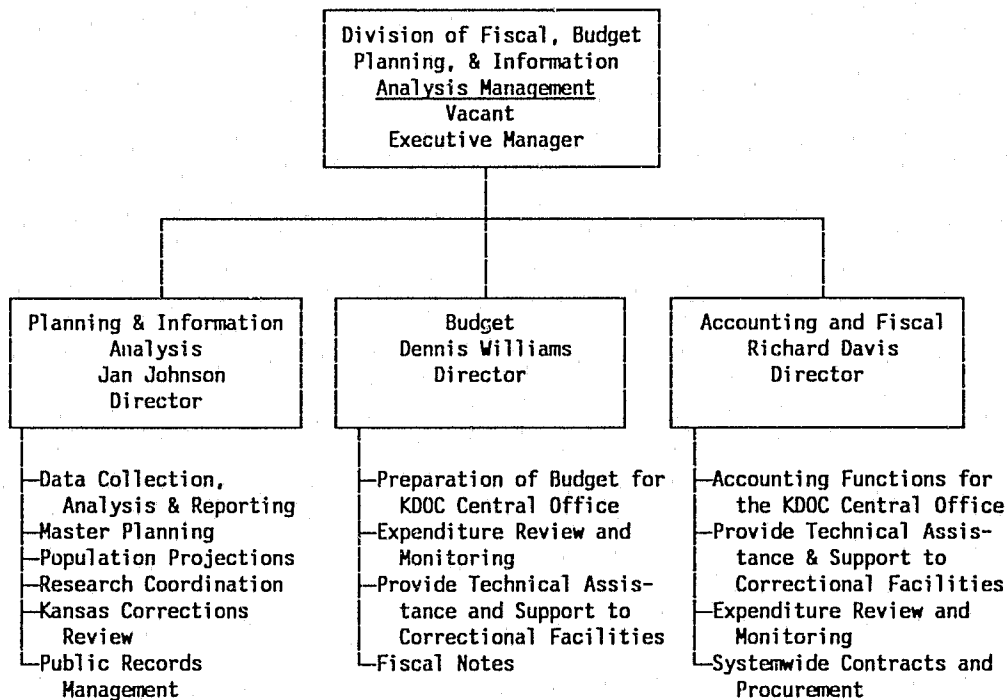 Division of Fiscal, Budget
Planning, & Information
Analysis Management
Vacant
Executive Manager
Planning & Information
Analysis
Jan Johnson
Director
Budget
Dennis Williams
Director
Accounting and Fiscal
Richard Davis
Director
Data Collection,
Analysis & Reporting
Master Planning
Population Projections
Research Coordination
Kansas Corrections
Review
Public Records
Management
Preparation of Budget for
KDOC Central Office
Expenditure Review and
Monitoring
Provide Technical Assis-
tance and Support to
Correctional Facilities
Fiscal Notes
Accounting Functions for
the KDOC Central Office
Provide Technical Assis-
tance & Support to
Correctional Facilities
Expenditure Review and
Monitoring
Systemwide Contracts and
Procurement